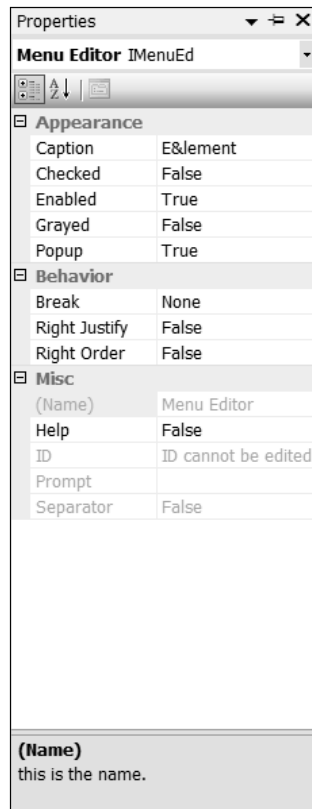 Properties
Menu Editor IMenuEd
Appearance
Caption E&lement
Checked False
Enabled True
Grayed False
Popup True
Behavior
Break None
Right Justify False
Right Order False
Misc
(Name) Menu Editor
Help False
ID ID cannot be edited
Prompt
Separator False
(Name)
this is the name.